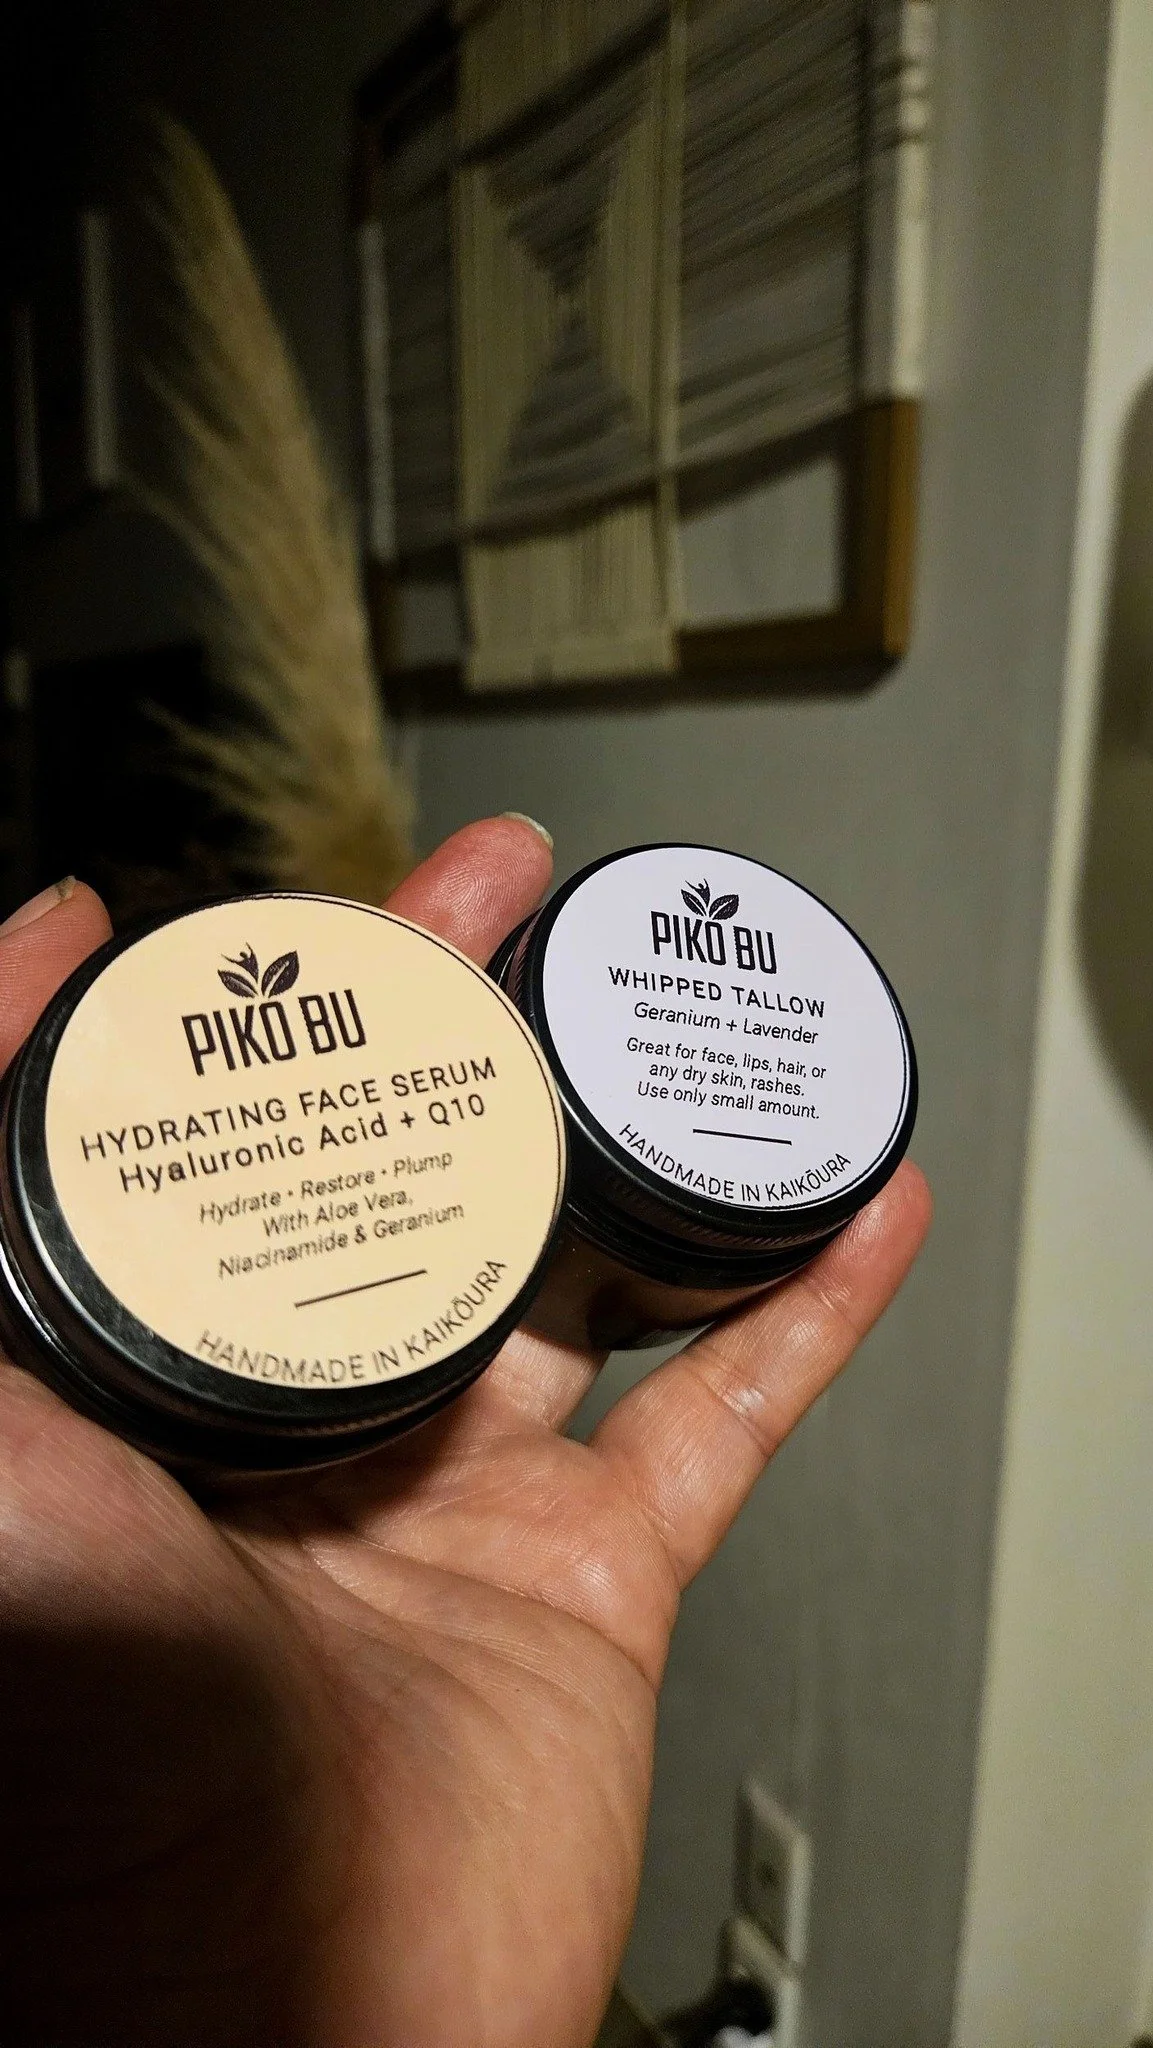 PIKO BU
HYDRATING FACE SERUM
Hyaluronic Acid + Q10
Hydrate • Restore • Plump
With Aloe Vera,
Niacinamide & Geranium
HANDMADE IN KAIKŌURA
PIKO BU
WHIPPED TALLOW
Geranium + Lavender
Great for face, lips, hair, or
any dry skin, rashes.
Use only small amount.
HANDMADE IN KAIKŌURA